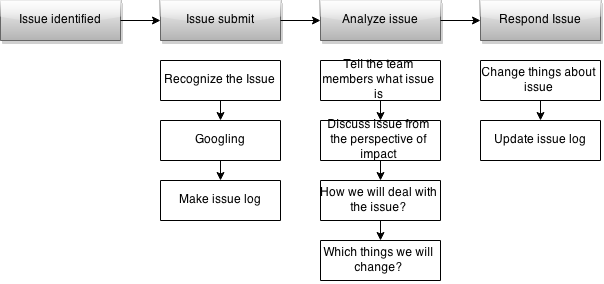 Issue identified
Issue submit
Analyze issue
Respond Issue
Recognize the Issue
Googling
Make issue log
Tell the team
members what issue
is
Discuss issue from
the perspective of
impact
How we will deal with
the issue?
Which things we will
change?
Change things about
issue
Update issue log